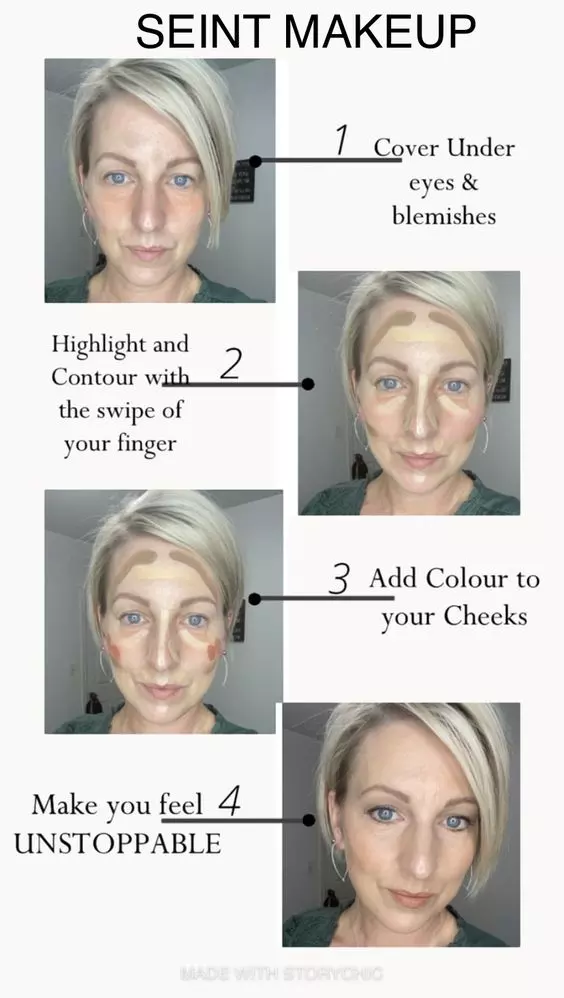 SEINT MAKEUP
1
Cover Under
eyes &
blemishes
2
Highlight and
Contour with
the swipe of
your finger
3
Add Colour to
your Cheeks
4
Make you feel
UNSTOPPABLE
MADE WITH STORYCHIC